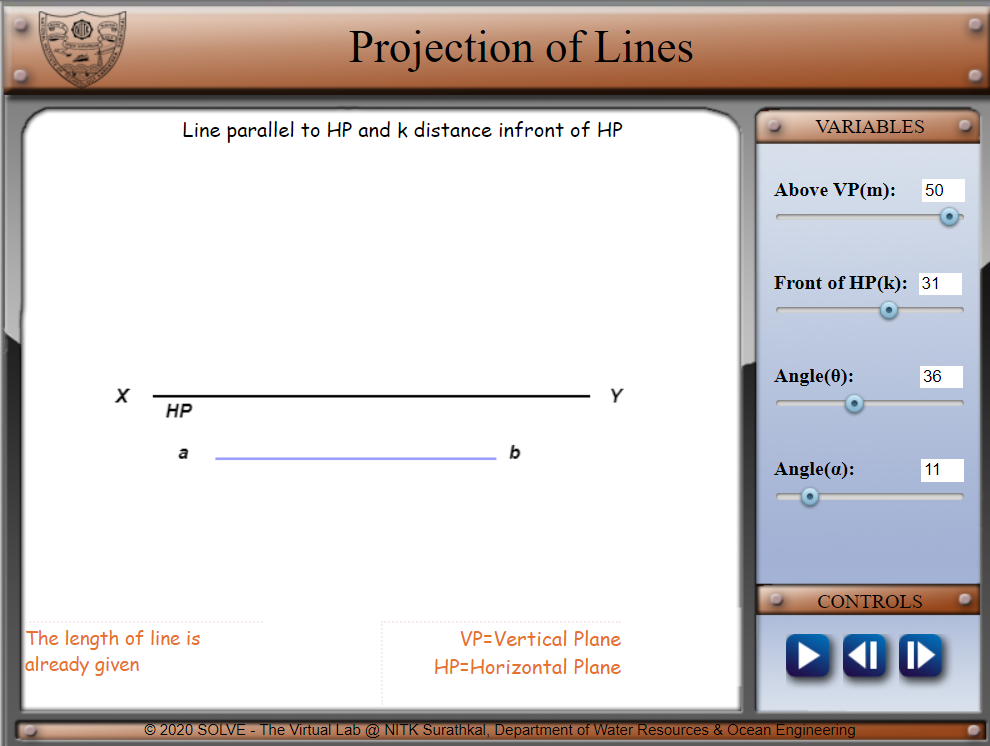 Projection of Lines
Line parallel to HP and k distance infront of HP
X
Y
HP
a
b
The length of line is
already given
VP=Vertical Plane
HP=Horizontal Plane
VARIABLES
Above VP(m): 50
Front of HP(k): 31
Angle(θ): 36
Angle(α): 11
CONTROLS
© 2020 SOLVE - The Virtual Lab @ NITK Surathkal, Department of Water Resources & Ocean Engineering